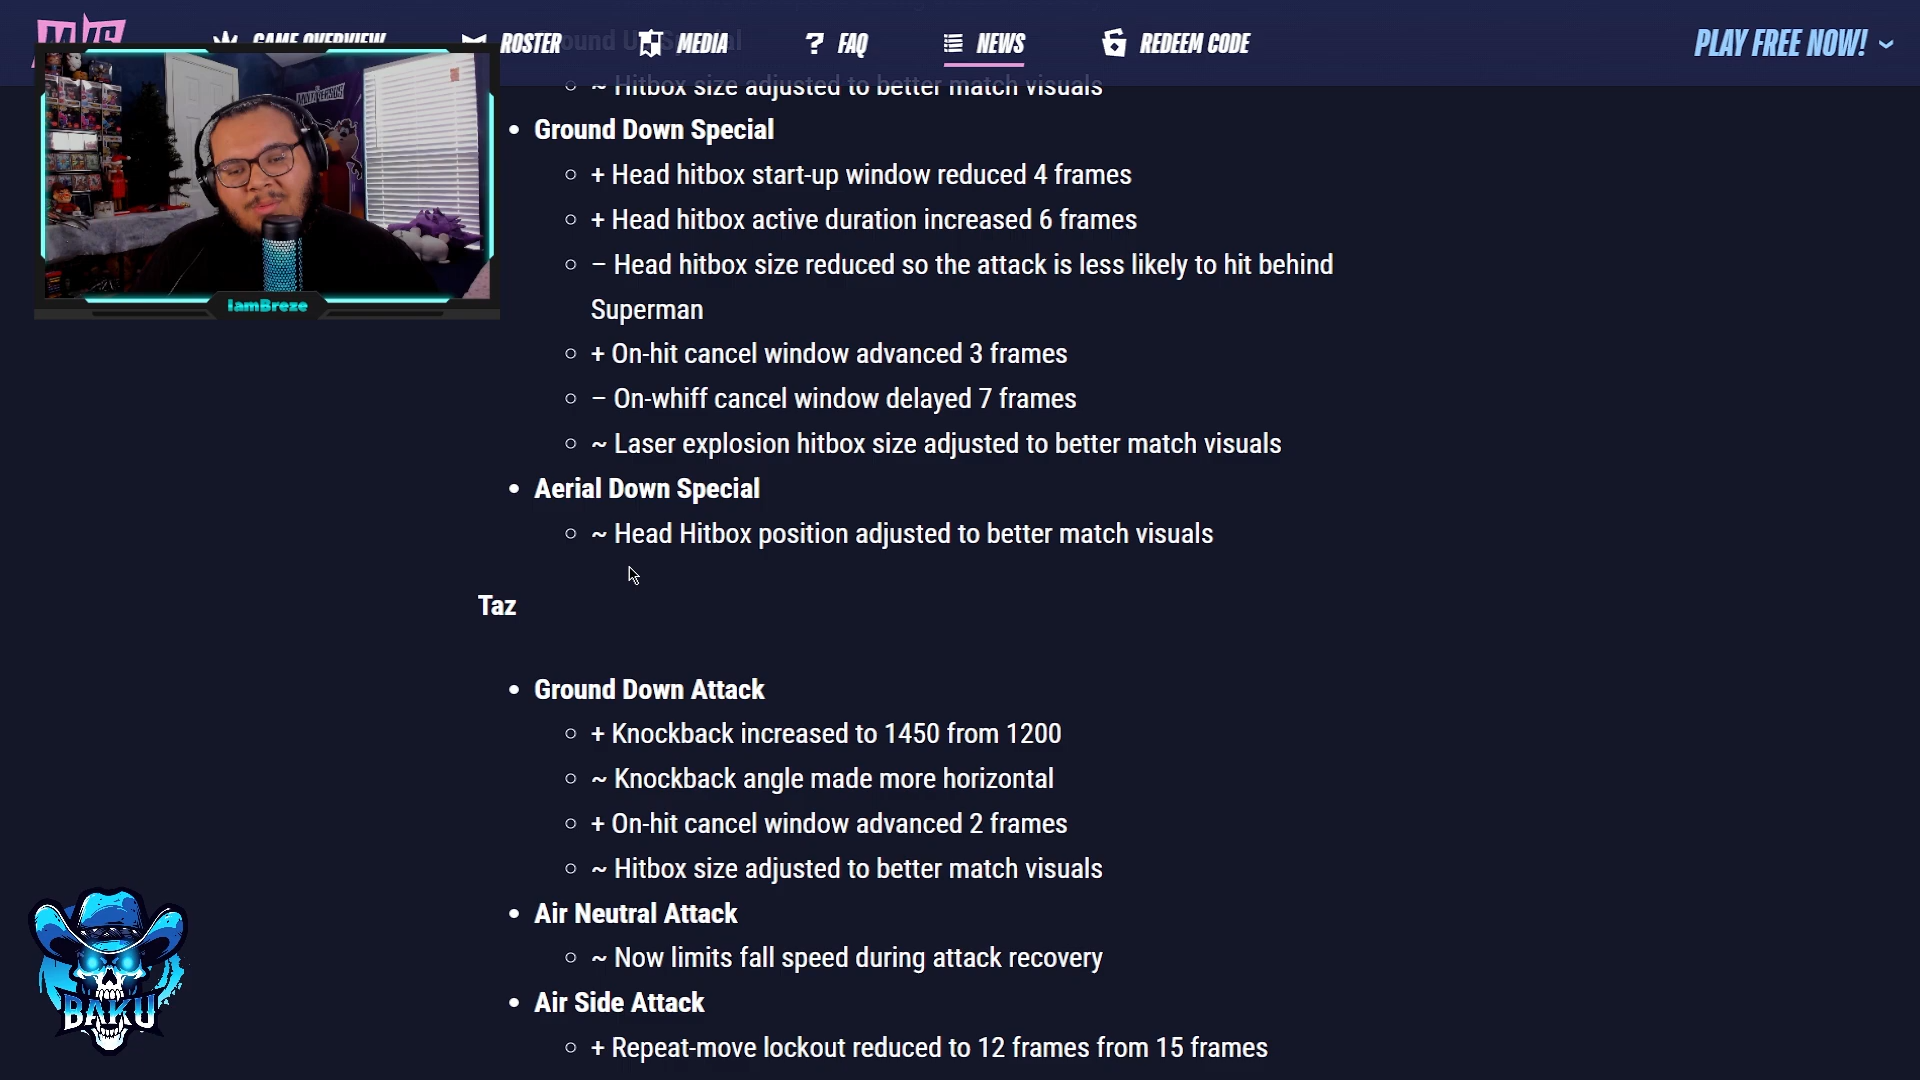 MVS
GAME OVERVIEW
ROSTER
MEDIA
? FAQ
NEWS
REDEEM CODE
PLAY FREE NOW!
~ Hitbox size adjusted to better match visuals
• Ground Down Special
+ Head hitbox start-up window reduced 4 frames
+ Head hitbox active duration increased 6 frames
– Head hitbox size reduced so the attack is less likely to hit behind
Superman
+ On-hit cancel window advanced 3 frames
– On-whiff cancel window delayed 7 frames
~ Laser explosion hitbox size adjusted to better match visuals
• Aerial Down Special
~ Head Hitbox position adjusted to better match visuals
Taz
• Ground Down Attack
+ Knockback increased to 1450 from 1200
~ Knockback angle made more horizontal
+ On-hit cancel window advanced 2 frames
~ Hitbox size adjusted to better match visuals
• Air Neutral Attack
~ Now limits fall speed during attack recovery
• Air Side Attack
+ Repeat-move lockout reduced to 12 frames from 15 frames
IamBreze
BAKU